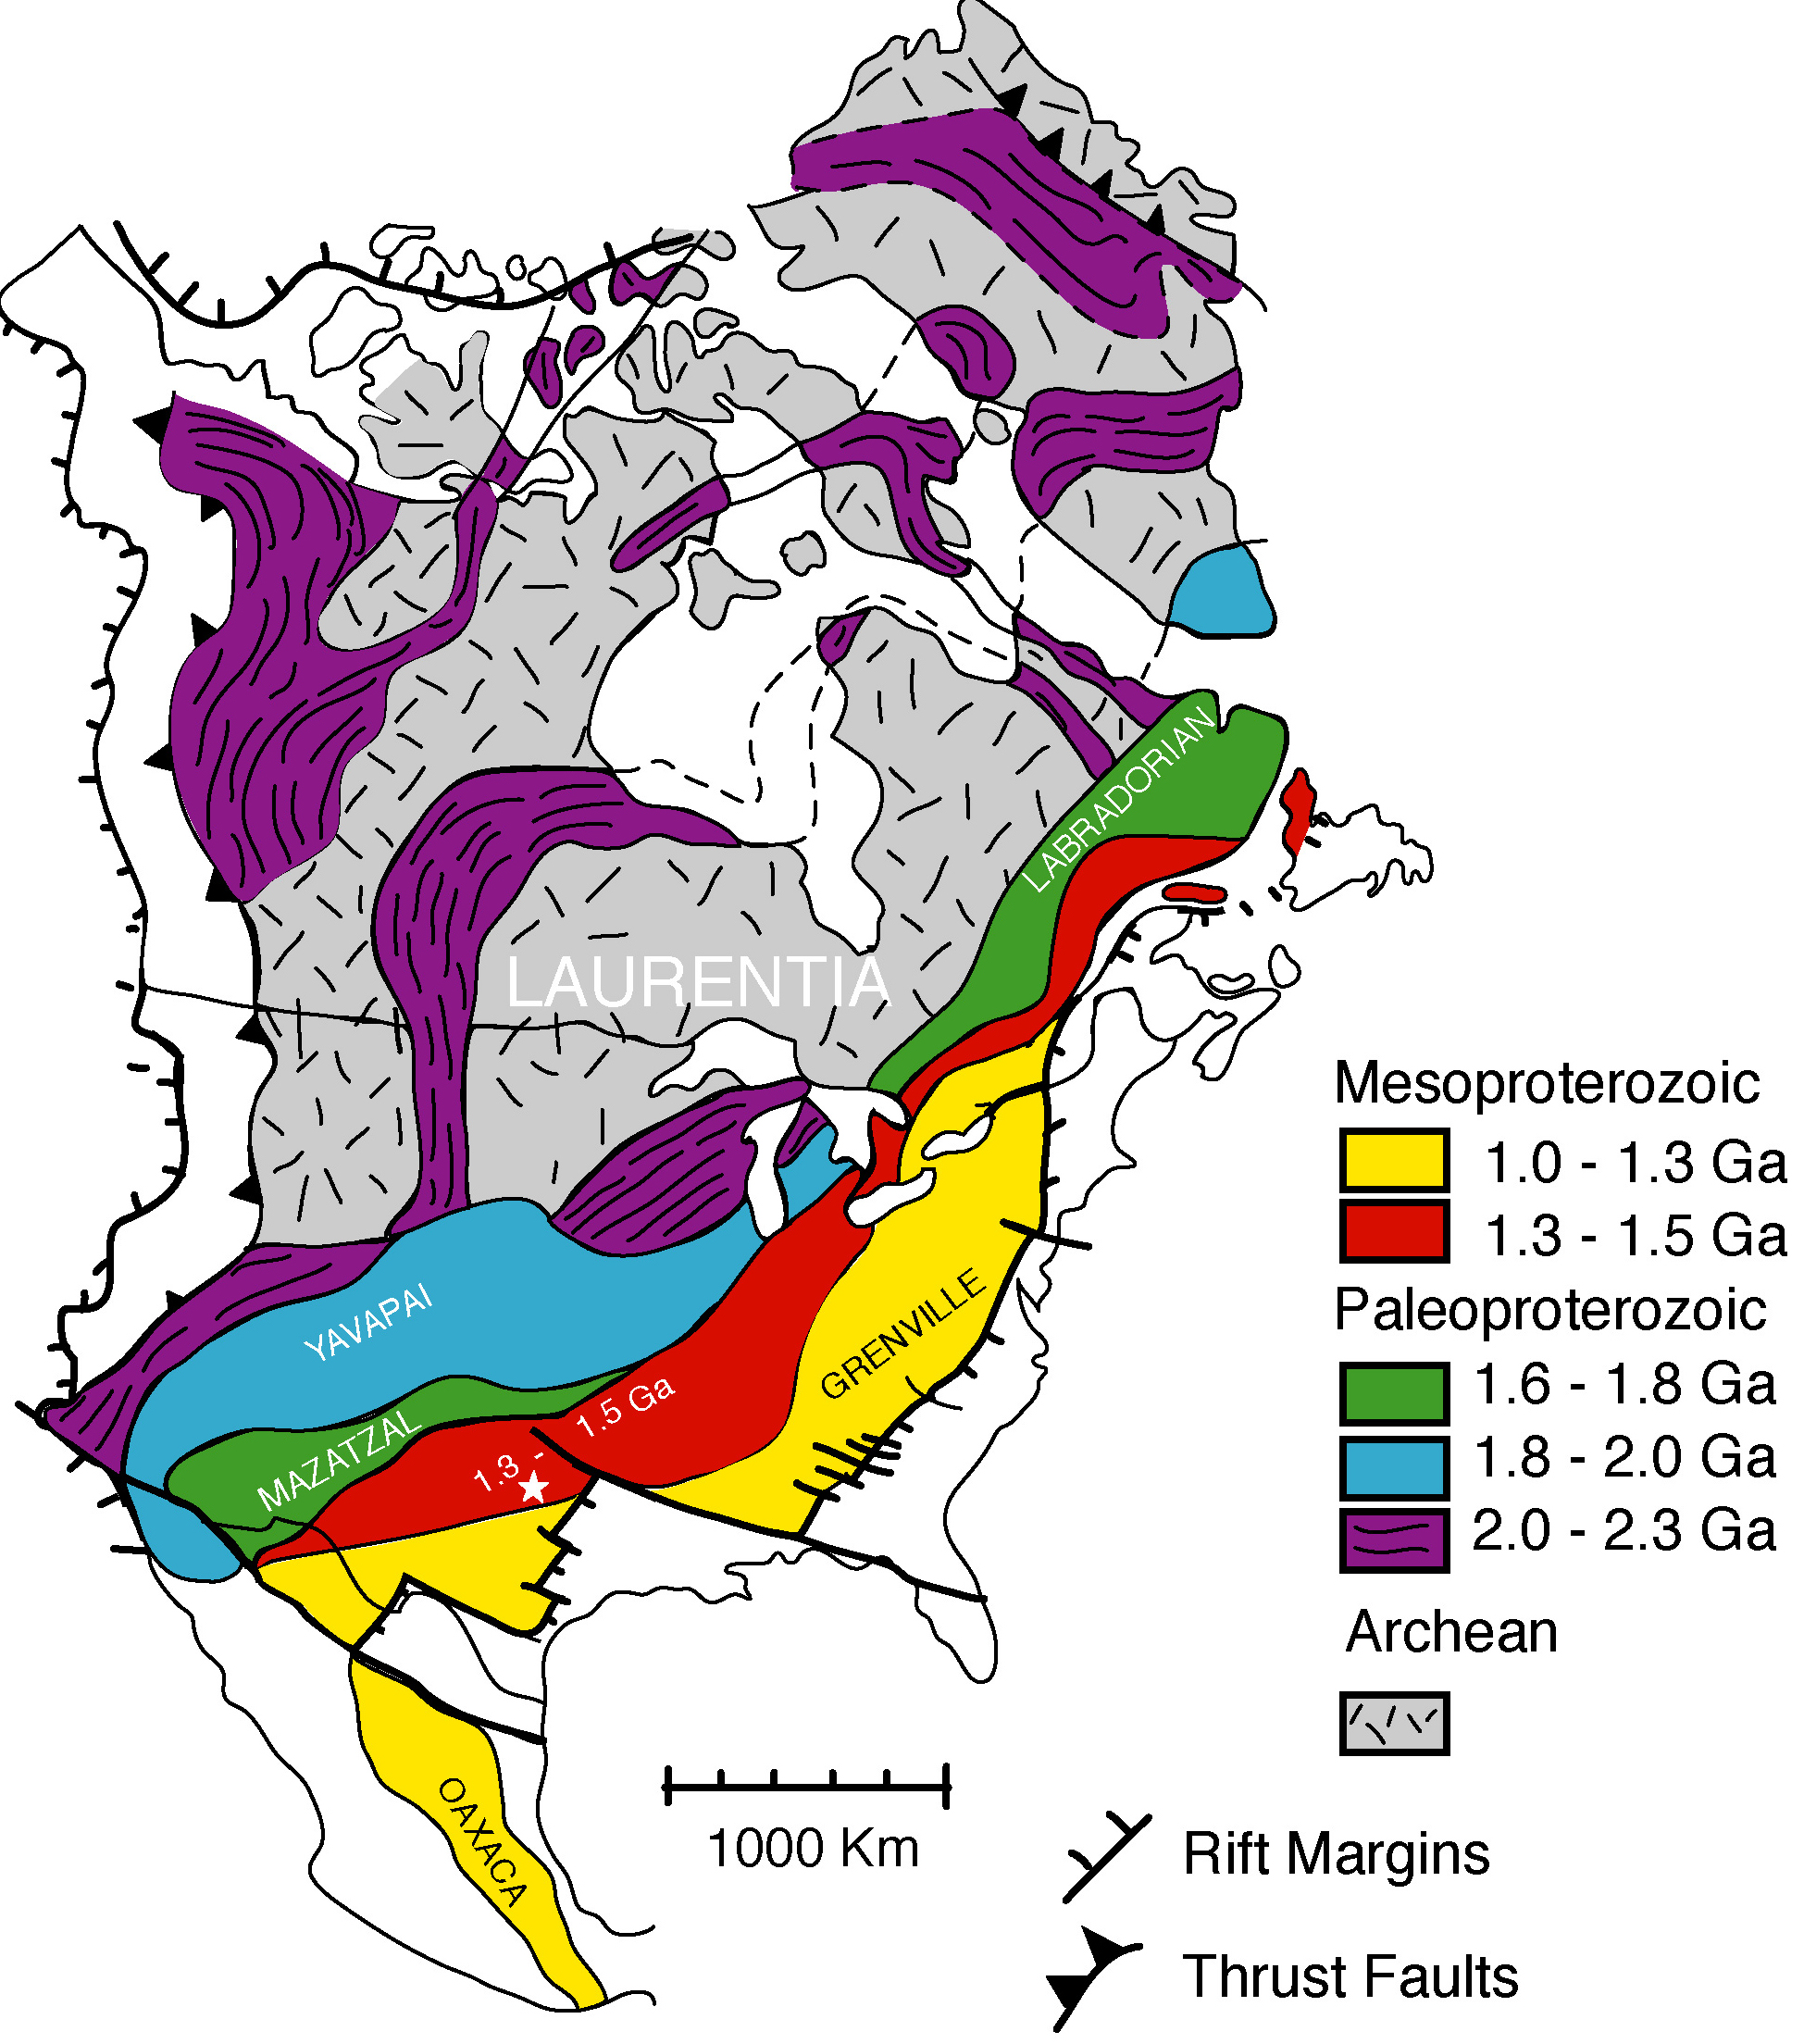 LABRADORIAN
LAURENTIA
YAVAPAI
MAZATZAL
1.3 - 1.5 Ga
GRENVILLE
OAXACA
Mesoproterozoic
1.0 - 1.3 Ga
1.3 - 1.5 Ga
Paleoproterozoic
1.6 - 1.8 Ga
1.8 - 2.0 Ga
2.0 - 2.3 Ga
Archean
1000 Km
Rift Margins
Thrust Faults